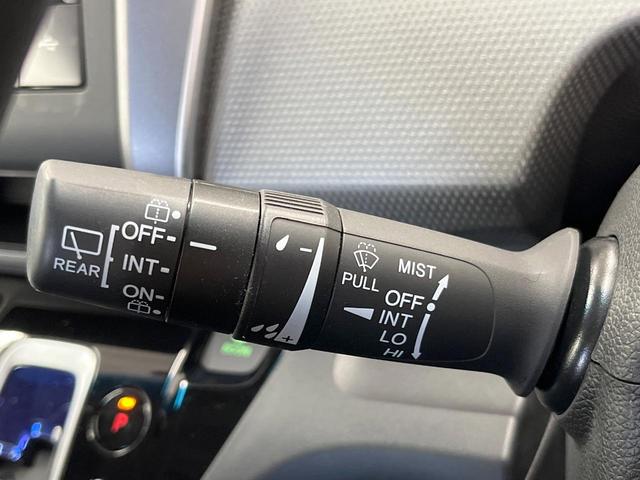 REAR
OFF
INT
ON
− 
+
PULL
MIST
OFF
INT
LO
HI
P